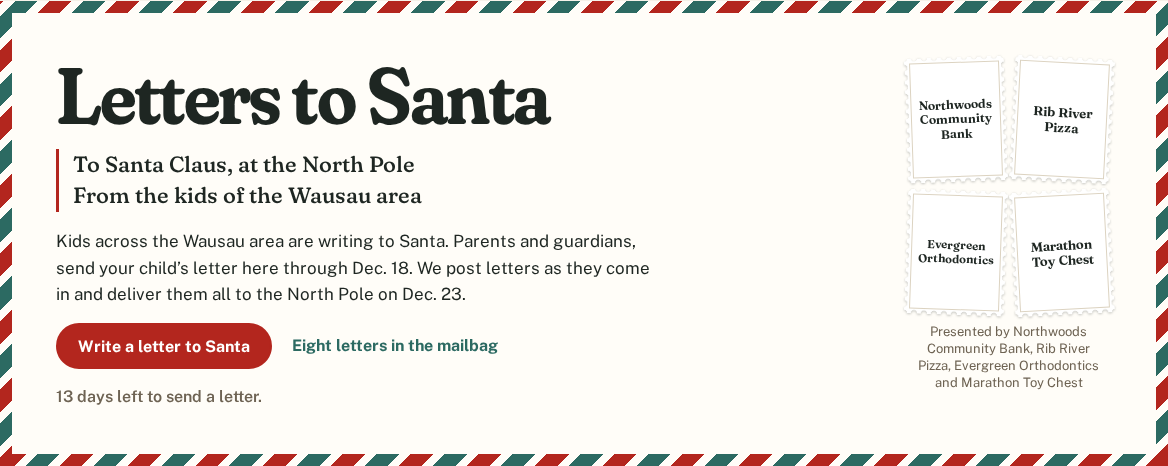 Letters to Santa
To Santa Claus, at the North Pole
From the kids of the Wausau area
Kids across the Wausau area are writing to Santa. Parents and guardians,
send your child’s letter here through Dec. 18. We post letters as they come
in and deliver them all to the North Pole on Dec. 23.
Write a letter to Santa
Eight letters in the mailbag
13 days left to send a letter.
Northwoods
Community
Bank
Rib River
Pizza
Evergreen
Orthodontics
Marathon
Toy Chest
Presented by Northwoods
Community Bank, Rib River
Pizza, Evergreen Orthodontics
and Marathon Toy Chest